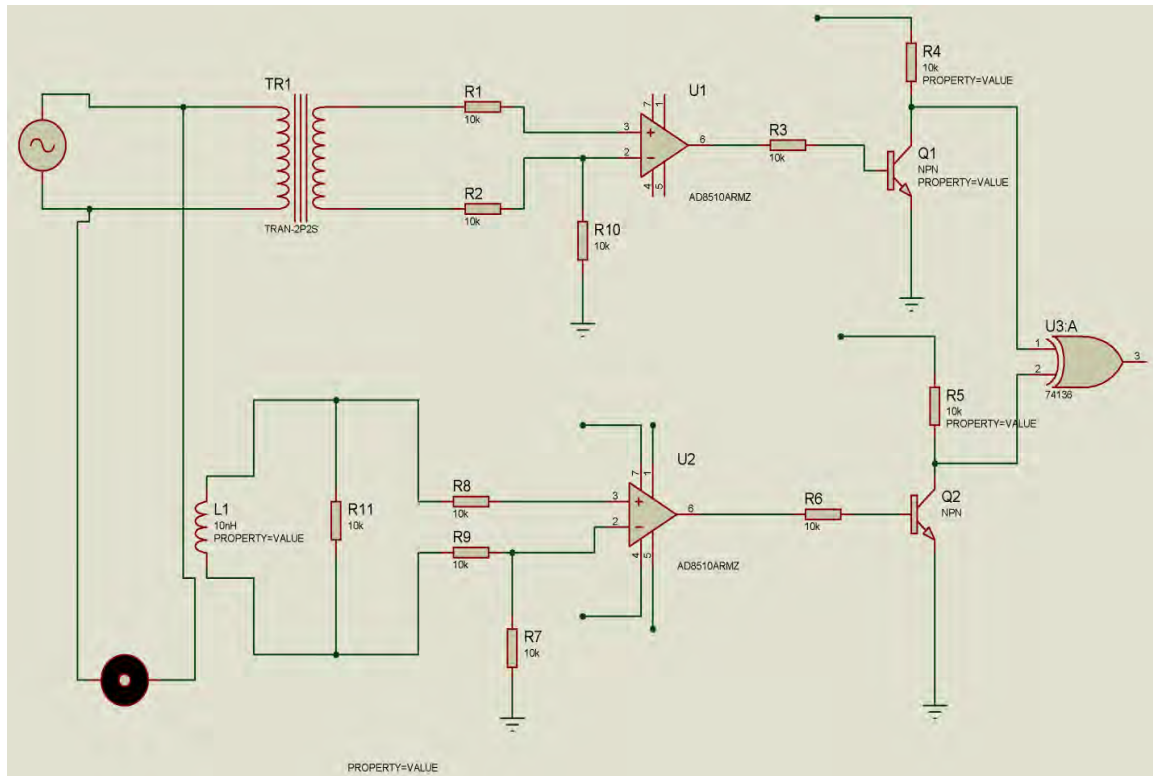 TR1
TRAN-2P2S
R1
10k
R2
10k
R10
10k
U1
7
1
3
2
6
4
5
AD8510ARMZ
R3
10k
R4
10k
PROPERTY=VALUE
Q1
NPN
PROPERTY=VALUE
U3:A
1
2
3
74136
R5
10k
PROPERTY=VALUE
L1
10nH
PROPERTY=VALUE
R11
10k
R8
10k
R9
10k
R7
10k
U2
7
1
3
2
6
4
5
AD8510ARMZ
R6
10k
Q2
NPN
PROPERTY=VALUE